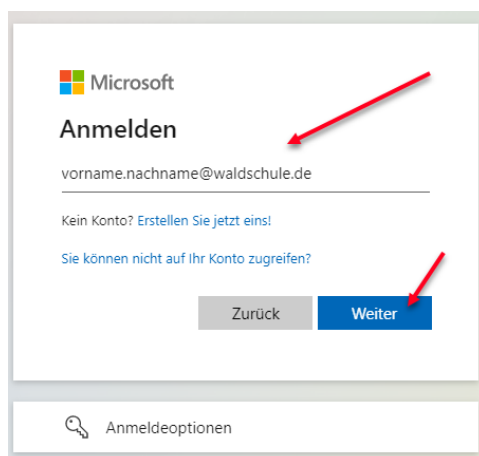 Microsoft
Anmelden
vorname.nachname@waldschule.de
Kein Konto? Erstellen Sie jetzt eins!
Sie können nicht auf Ihr Konto zugreifen?
Zurück Weiter
Anmeldeoptionen